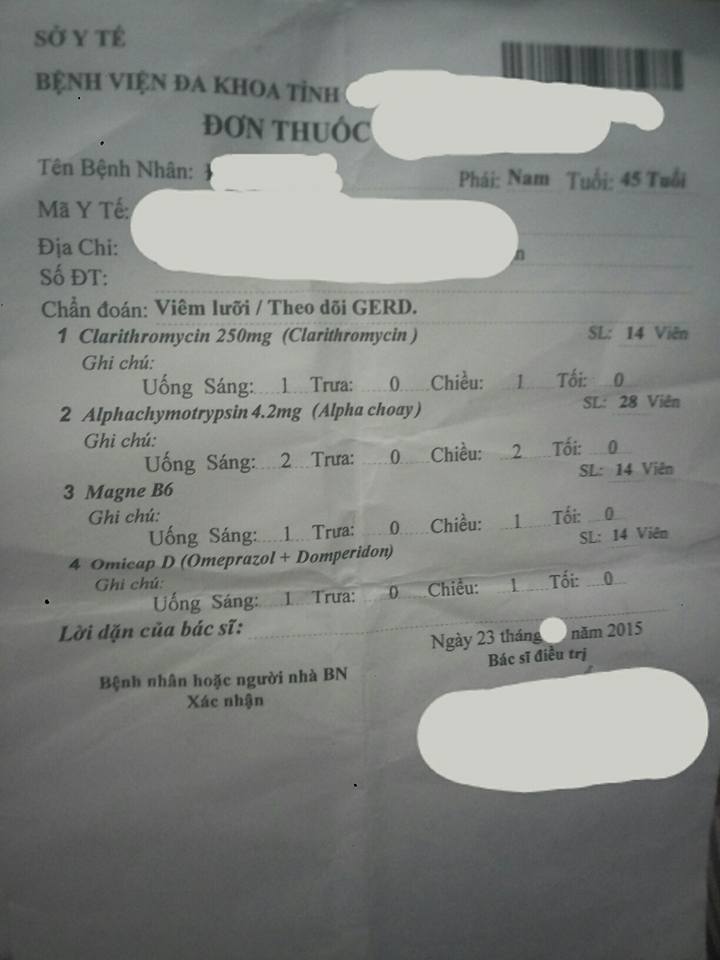 SỞ Y TẾ
BỆNH VIỆN ĐA KHOA TỈNH
ĐƠN THUỐC
Tên Bệnh Nhân: Phái: Nam Tuổi: 45 Tuổi
Mã Y Tế:
Địa Chỉ:
Số ĐT:
Chẩn đoán: Viêm lưỡi / Theo dõi GERD.
1 Clarithromycin 250mg (Clarithromycin) SL: 14 Viên
Ghi chú:
Uống Sáng: 1 Trưa: 0 Chiều: 1 Tối: 0
2 Alphachymotrypsin 4.2mg (Alpha choay) SL: 28 Viên
Ghi chú:
Uống Sáng: 2 Trưa: 0 Chiều: 2 Tối: 0
3 Magne B6 SL: 14 Viên
Ghi chú:
Uống Sáng: 1 Trưa: 0 Chiều: 1 Tối: 0
4 Omicap D (Omeprazol + Domperidon) SL: 14 Viên
Ghi chú:
Uống Sáng: 1 Trưa: 0 Chiều: 1 Tối: 0
Lời dặn của bác sĩ:
Ngày 23 tháng năm 2015
Bác sĩ điều trị
Bệnh nhân hoặc người nhà BN
Xác nhận